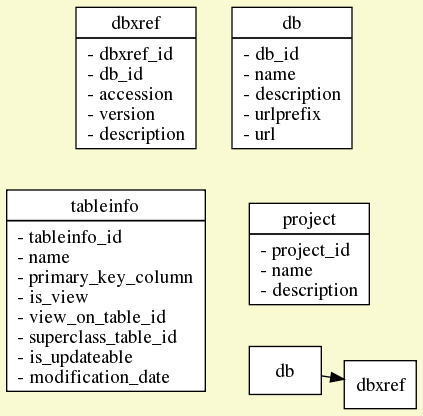 dbxref
- dbxref_id
- db_id
- accession
- version
- description
db
- db_id
- name
- description
- urlprefix
- url
tableinfo
- tableinfo_id
- name
- primary_key_column
- is_view
- view_on_table_id
- superclass_table_id
- is_updateable
- modification_date
project
- project_id
- name
- description
db
dbxref